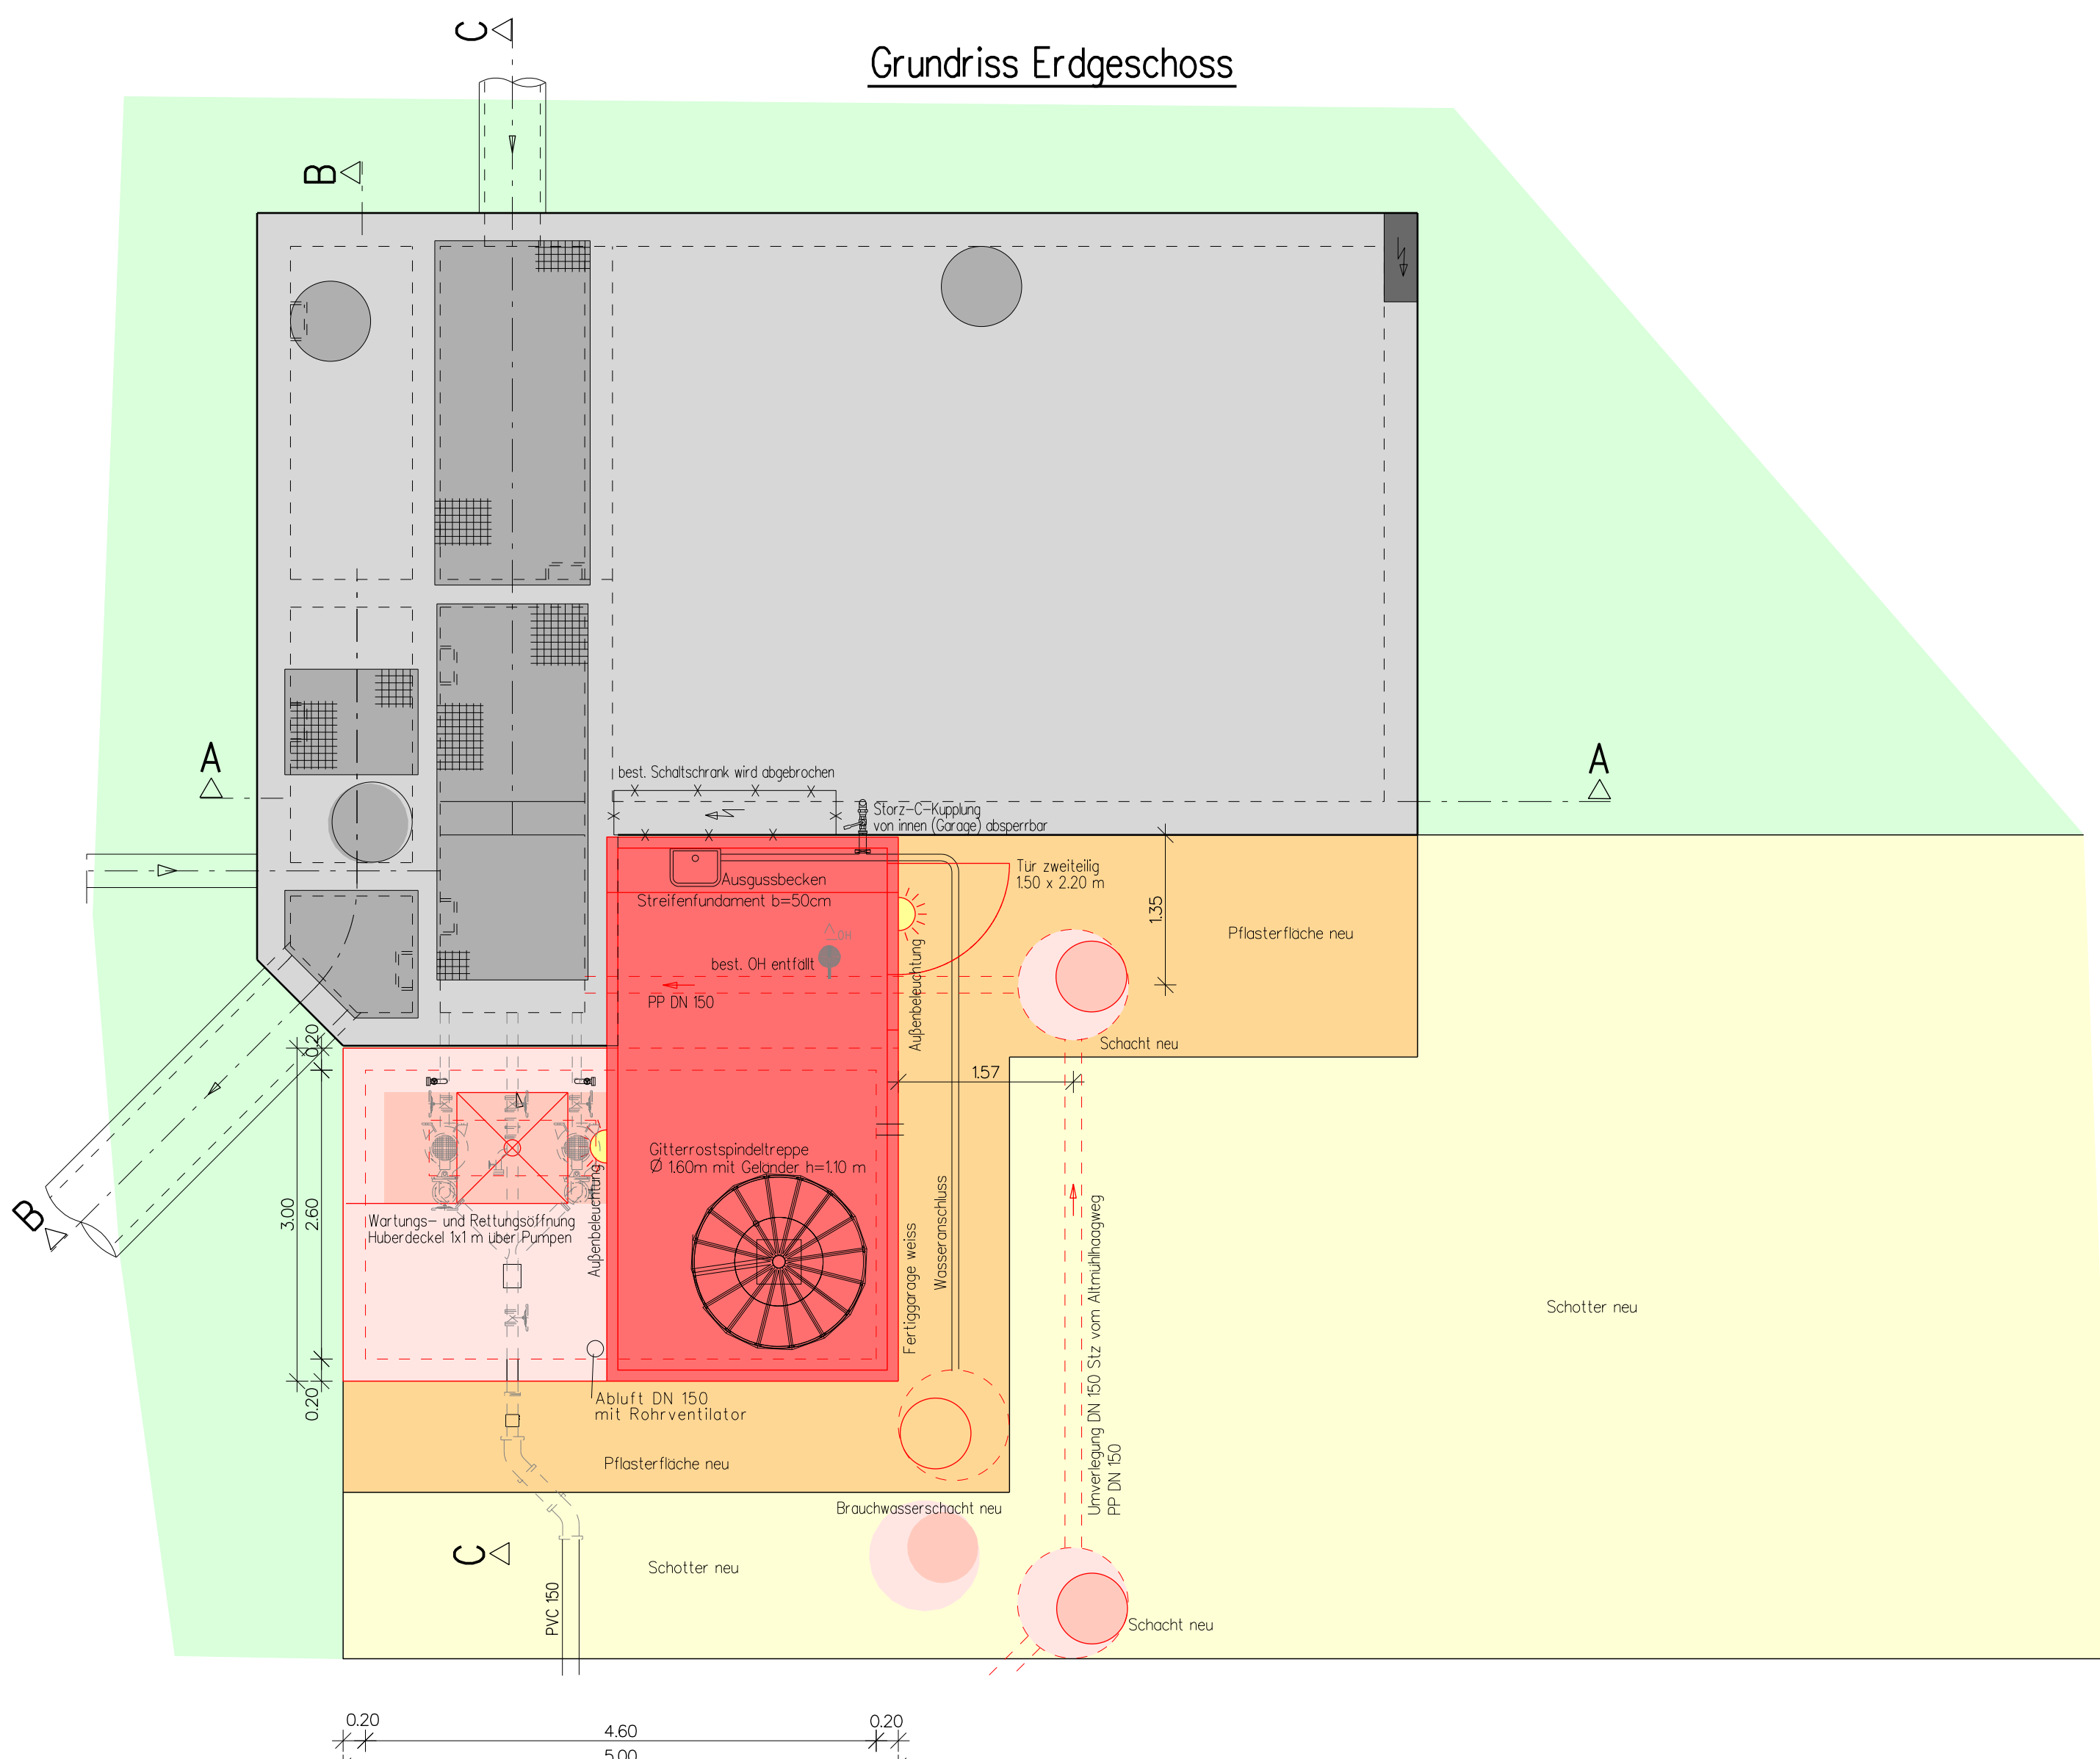 Grundriss Erdgeschoss
C
B
A
A
best. Schaltschrank wird abgebrochen
Storz-C-Kupplung
von innen (Garage) absperrbar
Tür zweiteilig
1.50 x 2.20 m
Ausgussbecken
Streifenfundament b=50cm
OH
best. OH entfällt
PP DN 150
Außenbeleuchtung
1.35
Pflasterfläche neu
Schacht neu
1.57
0.20
3.00
2.60
0.20
Gitterrostspindeltreppe
Ø 1.60m mit Geländer h=1.10 m
Wartungs- und Rettungsöffnung
Huberdeckel 1x1 m über Pumpen
Außenbeleuchtung
Fertiggarage weiss
Wasseranschluss
Umverlegung DN 150 Stz vom Altmühlhaagweg
PP DN 150
Schotter neu
B
Abluft DN 150
mit Rohrventilator
Pflasterfläche neu
Brauchwasserschacht neu
C
Schotter neu
PVC 150
Schacht neu
0.20
4.60
0.20
5.00